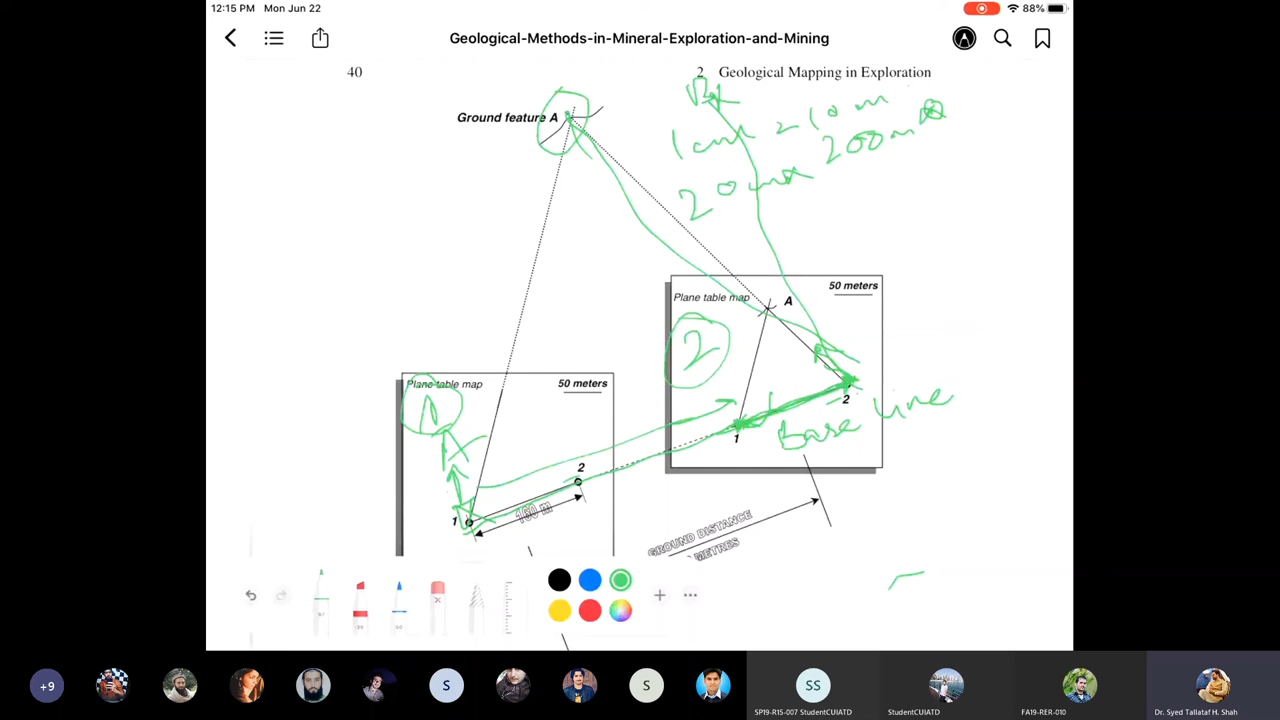 12:15 PM Mon Jun 22
88%
Geological-Methods-in-Mineral-Exploration-and-Mining
40
2 Geological Mapping in Exploration
Ground feature A
1 cm = 10 m
20 cm 200 m
50 meters
Plane table map
A
2
1
2
Base line
Plane table map
50 meters
2
1
160 M
GROUND DISTANCE
METRES
+9
S
S
SS
SP19-R1S-007 StudentCUIATD
StudentCUIATD
FA19-RER-010
Dr. Syed Tallataf H. Shah